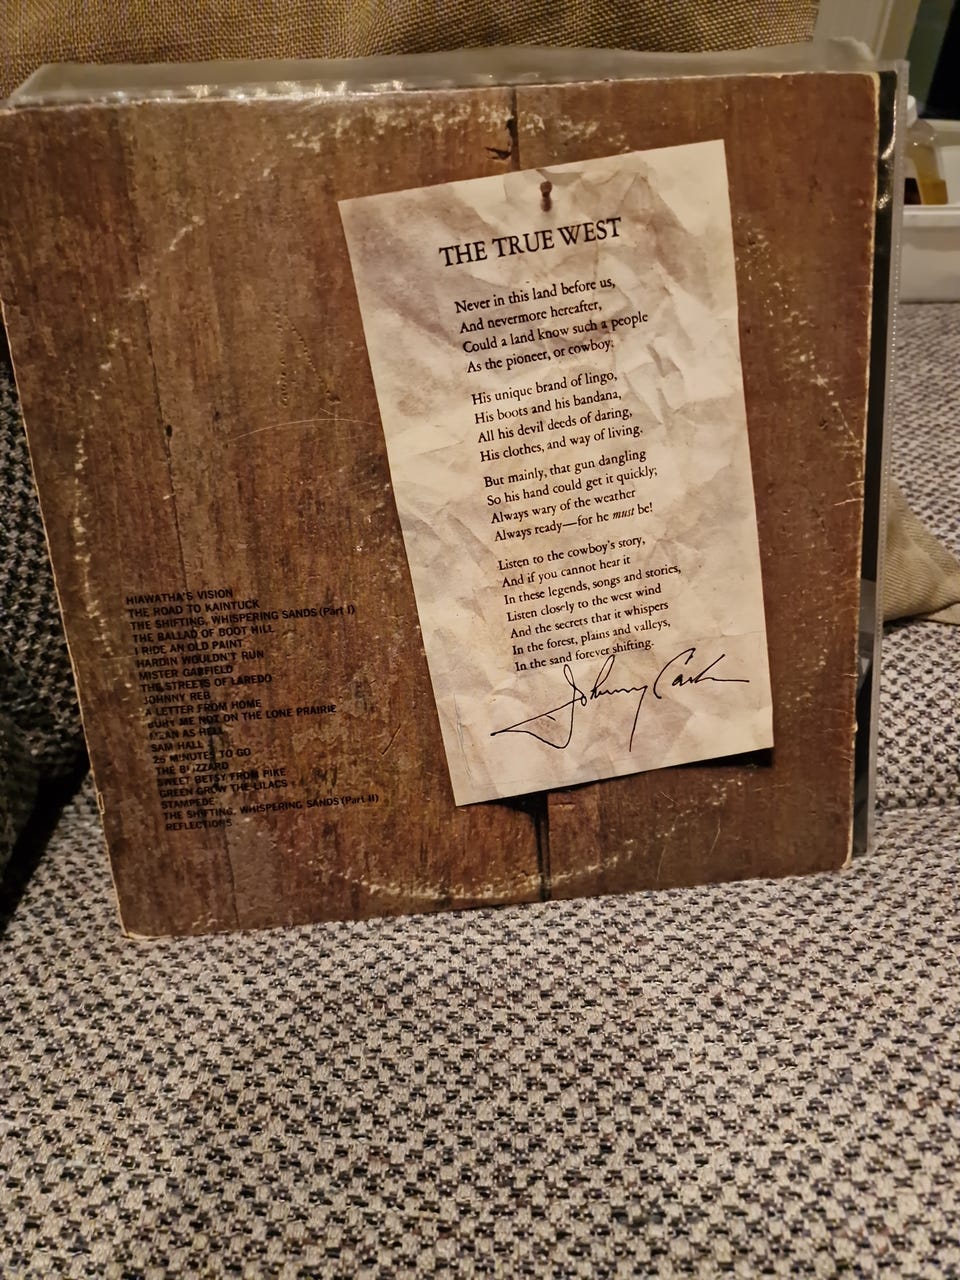 THE TRUE WEST
Never in this land before us,
And nevermore hereafter,
Could a land know such a people
As the pioneer, or cowboy:
His unique brand of lingo,
His boots and his bandana,
All his devil deeds of daring,
His clothes, and way of living,
But mainly, that gun dangling
So his hand could get it quickly;
Always wary of the weather
Always ready—for he must be!
Listen to the cowboy's story,
And if you cannot hear it
In these legends, songs and stories,
Listen closely to the west wind
And the secrets that it whispers
In the forest, plains and valleys,
In the sand forever shifting.
Johnny Cash
HIAWATHA'S VISION
THE ROAD TO KAINTUCK
THE SHIFTING, WHISPERING SANDS (Part I)
THE BALLAD OF BOOT HILL
I RIDE AN OLD PAINT
HARDIN WOULDN'T RUN
MISTER GARFIELD
THE STREETS OF LAREDO
JOHNNY REB
A LETTER FROM HOME
BURY ME NOT ON THE LONE PRAIRIE
MEAN AS HELL
SAM HALL
25 MINUTES TO GO
THE BLIZZARD
SWEET BETSY FROM PIKE
GREEN GROW THE LILACS
STAMPEDE
THE SHIFTING, WHISPERING SANDS (Part II)
REFLECTIONS